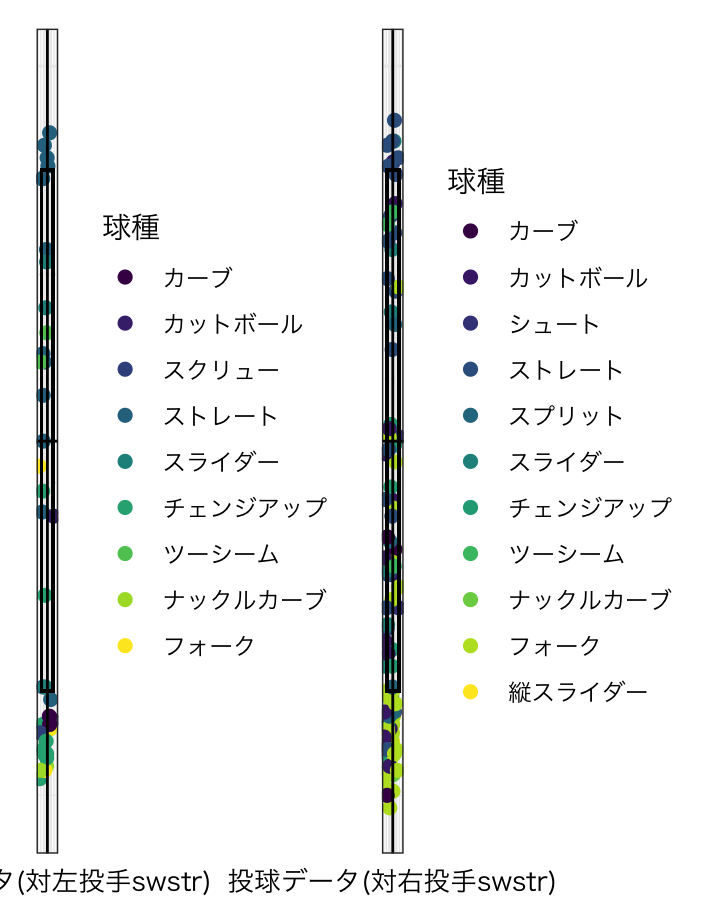 球種
カーブ
カットボール
スクリュー
ストレート
スライダー
チェンジアップ
ツーシーム
ナックルカーブ
フォーク
球種
カーブ
カットボール
シュート
ストレート
スプリット
スライダー
チェンジアップ
ツーシーム
ナックルカーブ
フォーク
縦スライダー
タ(対左投手swstr)
投球データ(対右投手swstr)